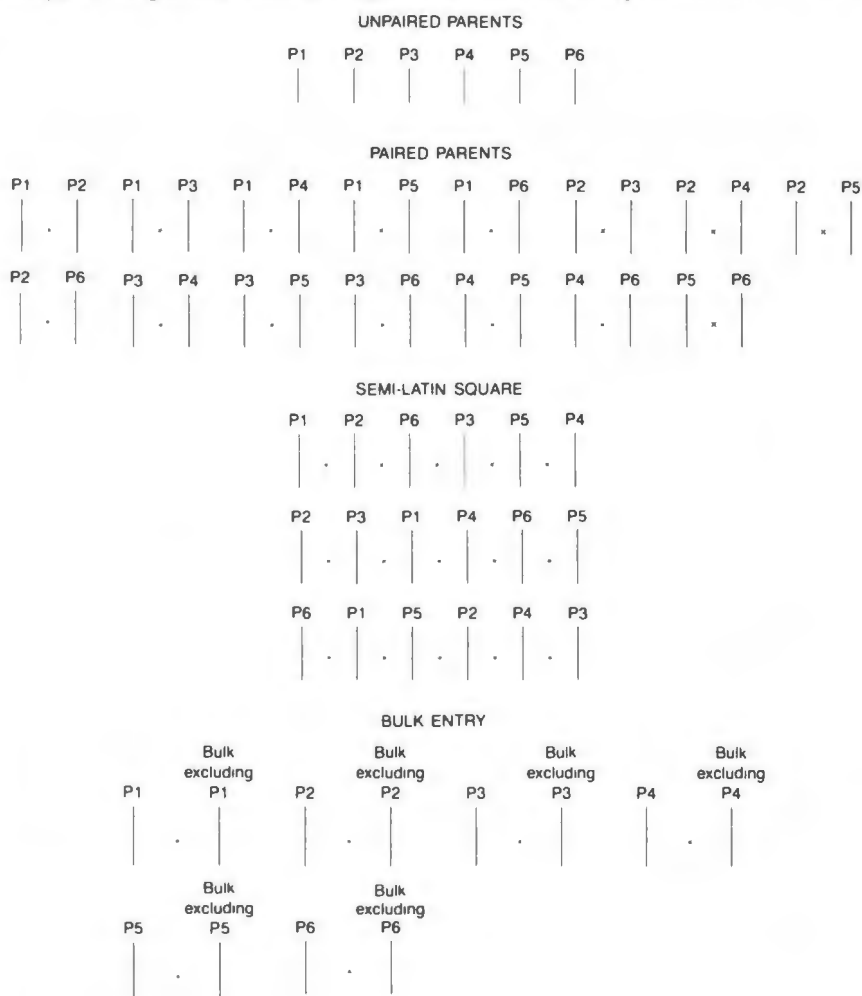 UNPAIRED PARENTS
P1 P2 P3 P4 P5 P6
PAIRED PARENTS
P1 P2 P1 P3 P1 P4 P1 P5 P1 P6 P2 P3 P2 P4 P2 P5
P2 P6 P3 P4 P3 P5 P3 P6 P4 P5 P4 P6 P5 P6
SEMI-LATIN SQUARE
P1 P2 P6 P3 P5 P4
P2 P3 P1 P4 P6 P5
P6 P1 P5 P2 P4 P3
BULK ENTRY
Bulk Bulk Bulk Bulk
excluding excluding excluding excluding
P1 P1 P2 P2 P3 P3 P4 P4
Bulk Bulk
excluding excluding
P5 P5 P6 P6